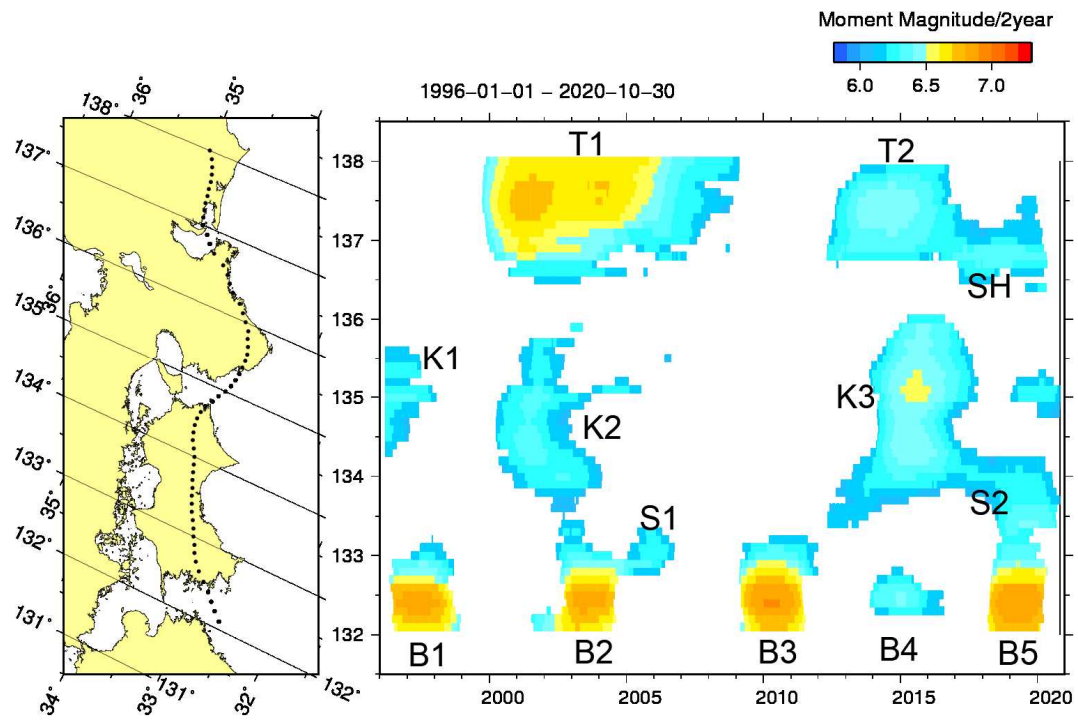 Moment Magnitude/2year
6.0 6.5 7.0
1996-01-01 - 2020-10-30
36° 35°
138°
137°
136°
36°
135°
134°
133°
35°
132°
131°
34° 33° 131° 32° 132°
138
137
136
135
134
133
132
T1
T2
SH
K1
K2
K3
S1
S2
B1 B2 B3 B4 B5
2000 2005 2010 2015 2020